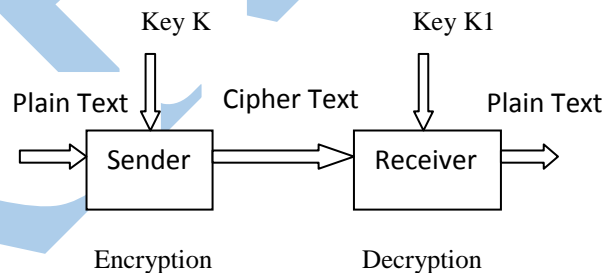 Key K Key K1
Plain Text Cipher Text Plain Text
Sender Receiver
Encryption Decryption